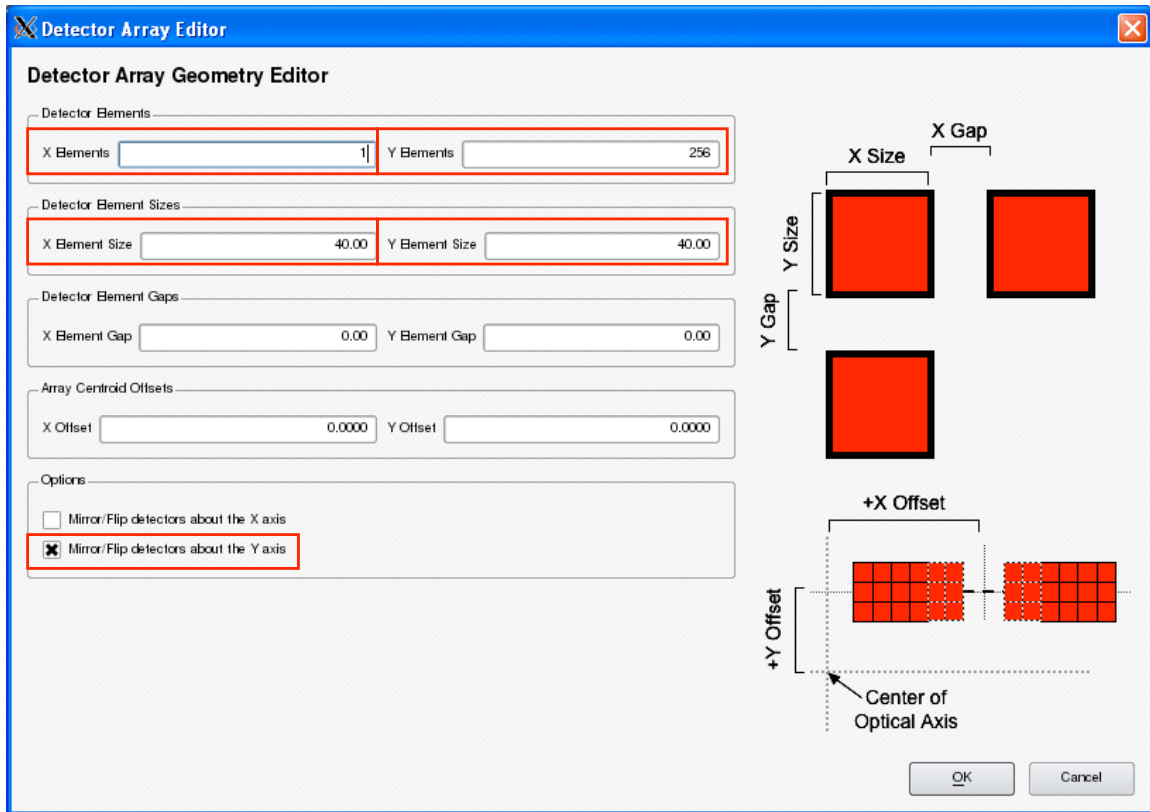 Detector Array Editor
Detector Array Geometry Editor
Detector Elements
X Elements 1 Y Elements 256
Detector Element Sizes
X Element Size 40.00 Y Element Size 40.00
Detector Element Gaps
X Element Gap 0.00 Y Element Gap 0.00
Array Centroid Offsets
X Offset 0.0000 Y Offset 0.0000
Options
Mirror/Flip detectors about the X axis
Mirror/Flip detectors about the Y axis
X Gap
X Size
Y Size
Y Gap
+X Offset
+Y Offset
Center of
Optical Axis
OK Cancel